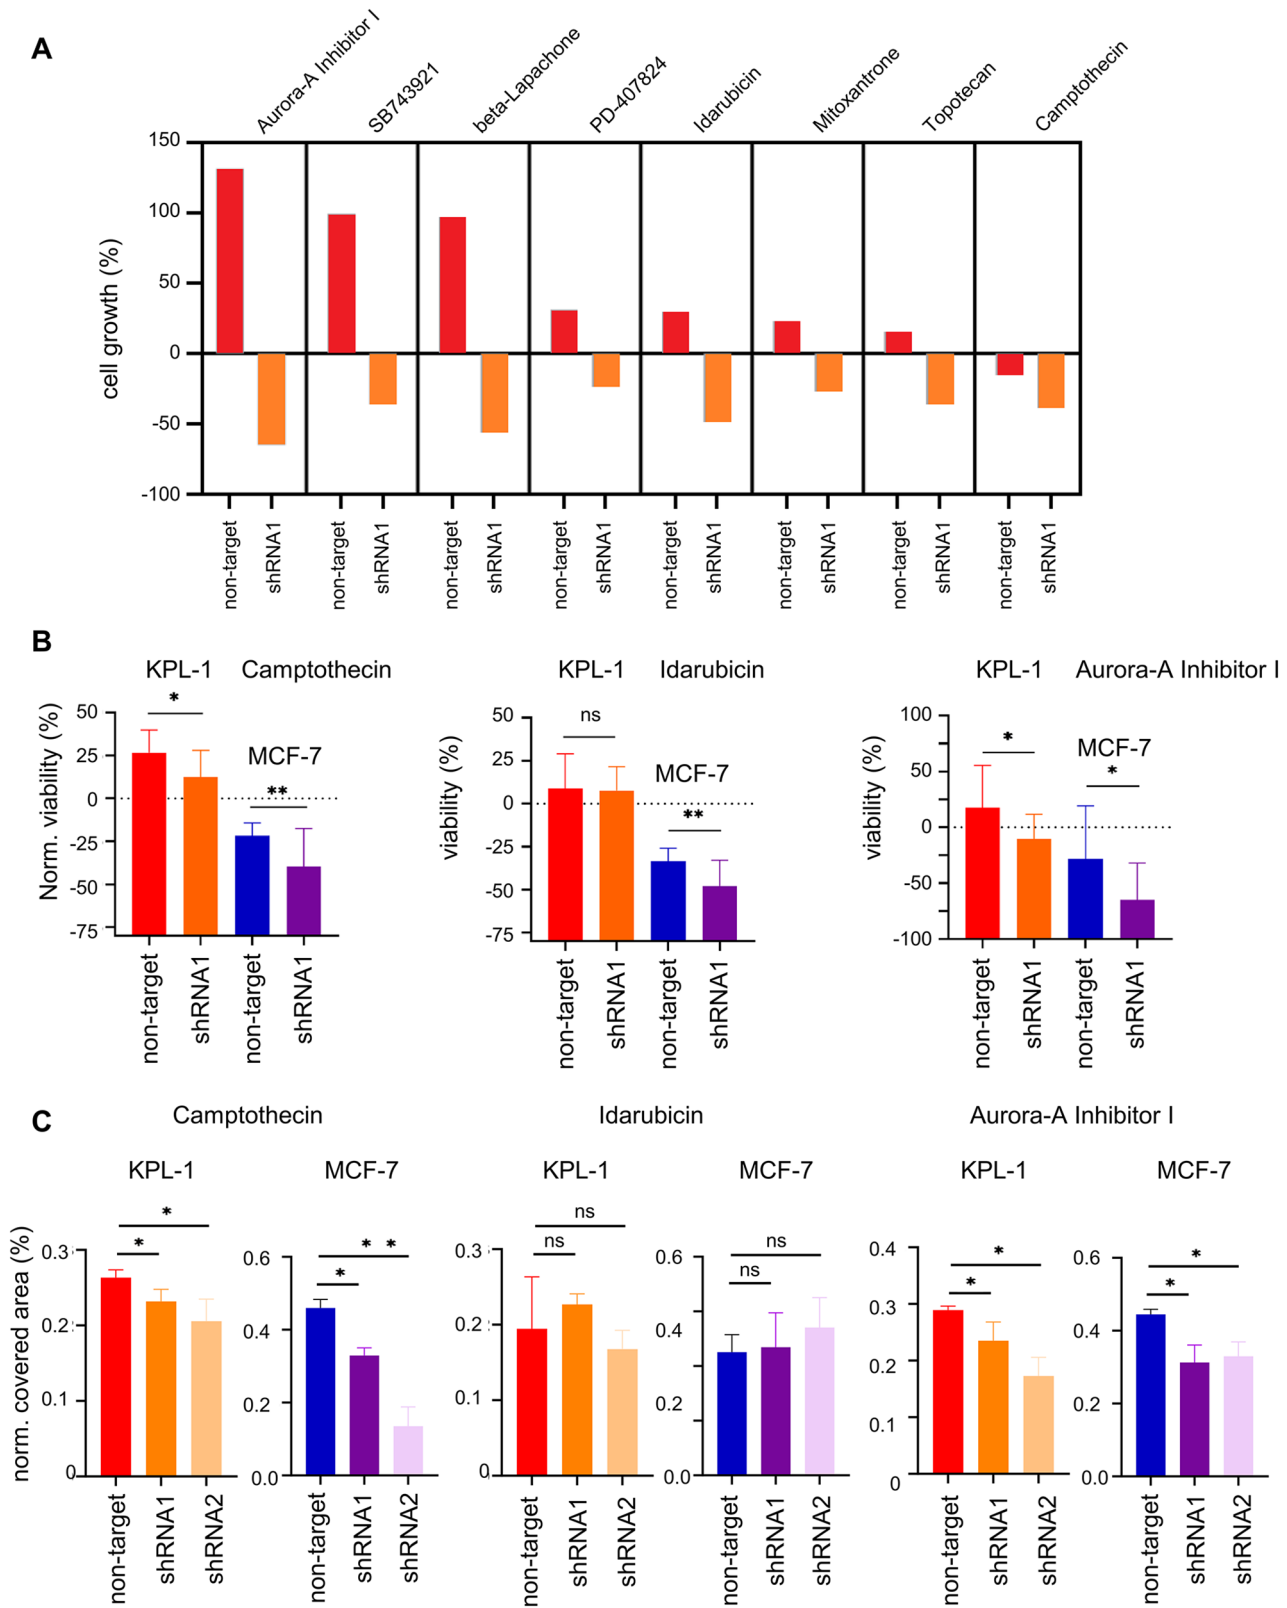 A
Aurora-A Inhibitor I
SB743921
beta-Lapachone
PD-407824
Idarubicin
Mitoxantrone
Topotecan
Camptothecin
cell growth (%)
150
100
50
0
-50
-100
non-target
shRNA1
non-target
shRNA1
non-target
shRNA1
non-target
shRNA1
non-target
shRNA1
non-target
shRNA1
non-target
shRNA1
non-target
shRNA1
B
KPL-1 Camptothecin
*
MCF-7
**
Norm. viability (%)
50
25
0
-25
-50
-75
non-target
shRNA1
non-target
shRNA1
KPL-1 Idarubicin
ns
MCF-7
**
viability (%)
50
25
0
-25
-50
-75
non-target
shRNA1
non-target
shRNA1
KPL-1 Aurora-A Inhibitor I
*
MCF-7
*
viability (%)
100
50
0
-50
-100
non-target
shRNA1
non-target
shRNA1
C
Camptothecin
KPL-1
*
*
norm. covered area (%)
0.3
0.2
0.1
0
non-target
shRNA1
shRNA2
MCF-7
* *
*
0.6
0.4
0.2
0.0
non-target
shRNA1
shRNA2
Idarubicin
KPL-1
ns
ns
0.3
0.2
0.1
0
non-target
shRNA1
shRNA2
MCF-7
ns
ns
0.6
0.4
0.2
0.0
non-target
shRNA1
shRNA2
Aurora-A Inhibitor I
KPL-1
*
*
0.4
0.3
0.2
0.1
0
non-target
shRNA1
shRNA2
MCF-7
*
*
0.6
0.4
0.2
0.0
non-target
shRNA1
shRNA2